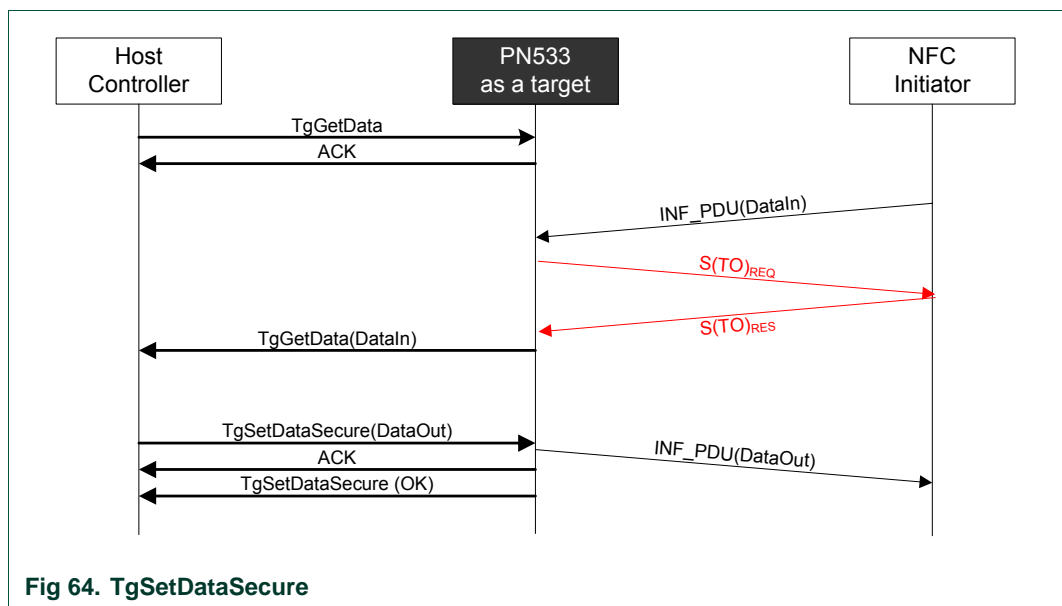 Host
Controller
PN533
as a target
NFC
Initiator
TgGetData
ACK
INF_PDU(DataIn)
S(TO)REQ
S(TO)RES
TgGetData(DataIn)
TgSetDataSecure(DataOut)
INF_PDU(DataOut)
ACK
TgSetDataSecure (OK)
Fig 64. TgSetDataSecure